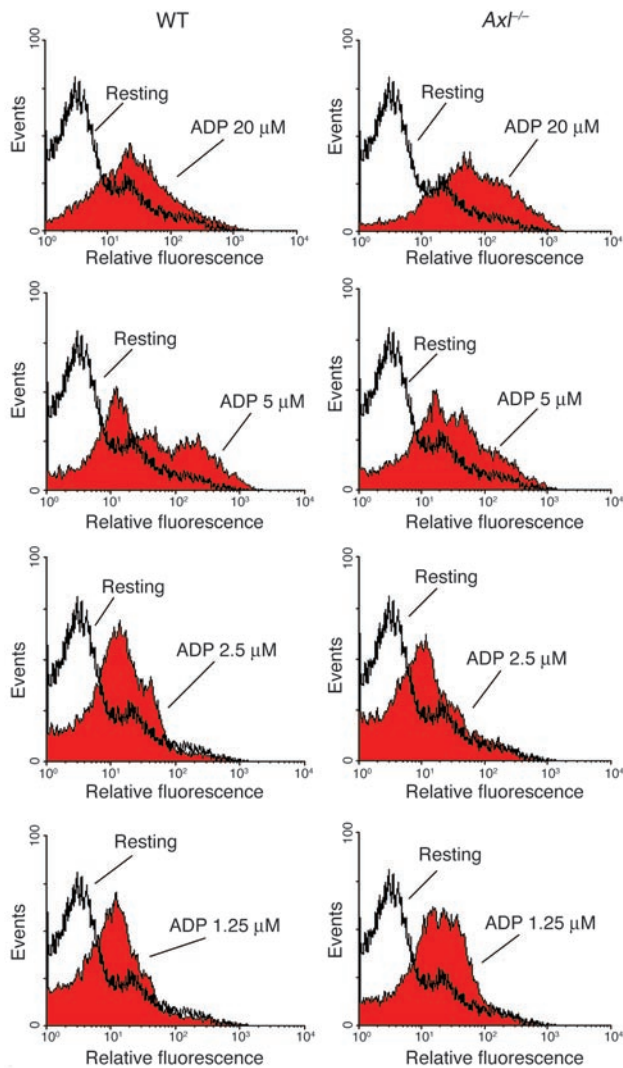 WT
Axl–/–
100
Events
0
Resting
ADP 20 µM
10⁰ 10¹ 10² 10³ 10⁴
Relative fluorescence
100
Events
0
Resting
ADP 20 µM
10⁰ 10¹ 10² 10³ 10⁴
Relative fluorescence
100
Events
0
Resting
ADP 5 µM
10⁰ 10¹ 10² 10³ 10⁴
Relative fluorescence
100
Events
0
Resting
ADP 5 µM
10⁰ 10¹ 10² 10³ 10⁴
Relative fluorescence
100
Events
0
Resting
ADP 2.5 µM
10⁰ 10¹ 10² 10³ 10⁴
Relative fluorescence
100
Events
0
Resting
ADP 2.5 µM
10⁰ 10¹ 10² 10³ 10⁴
Relative fluorescence
100
Events
0
Resting
ADP 1.25 µM
10⁰ 10¹ 10² 10³ 10⁴
Relative fluorescence
100
Events
0
Resting
ADP 1.25 µM
10⁰ 10¹ 10² 10³ 10⁴
Relative fluorescence